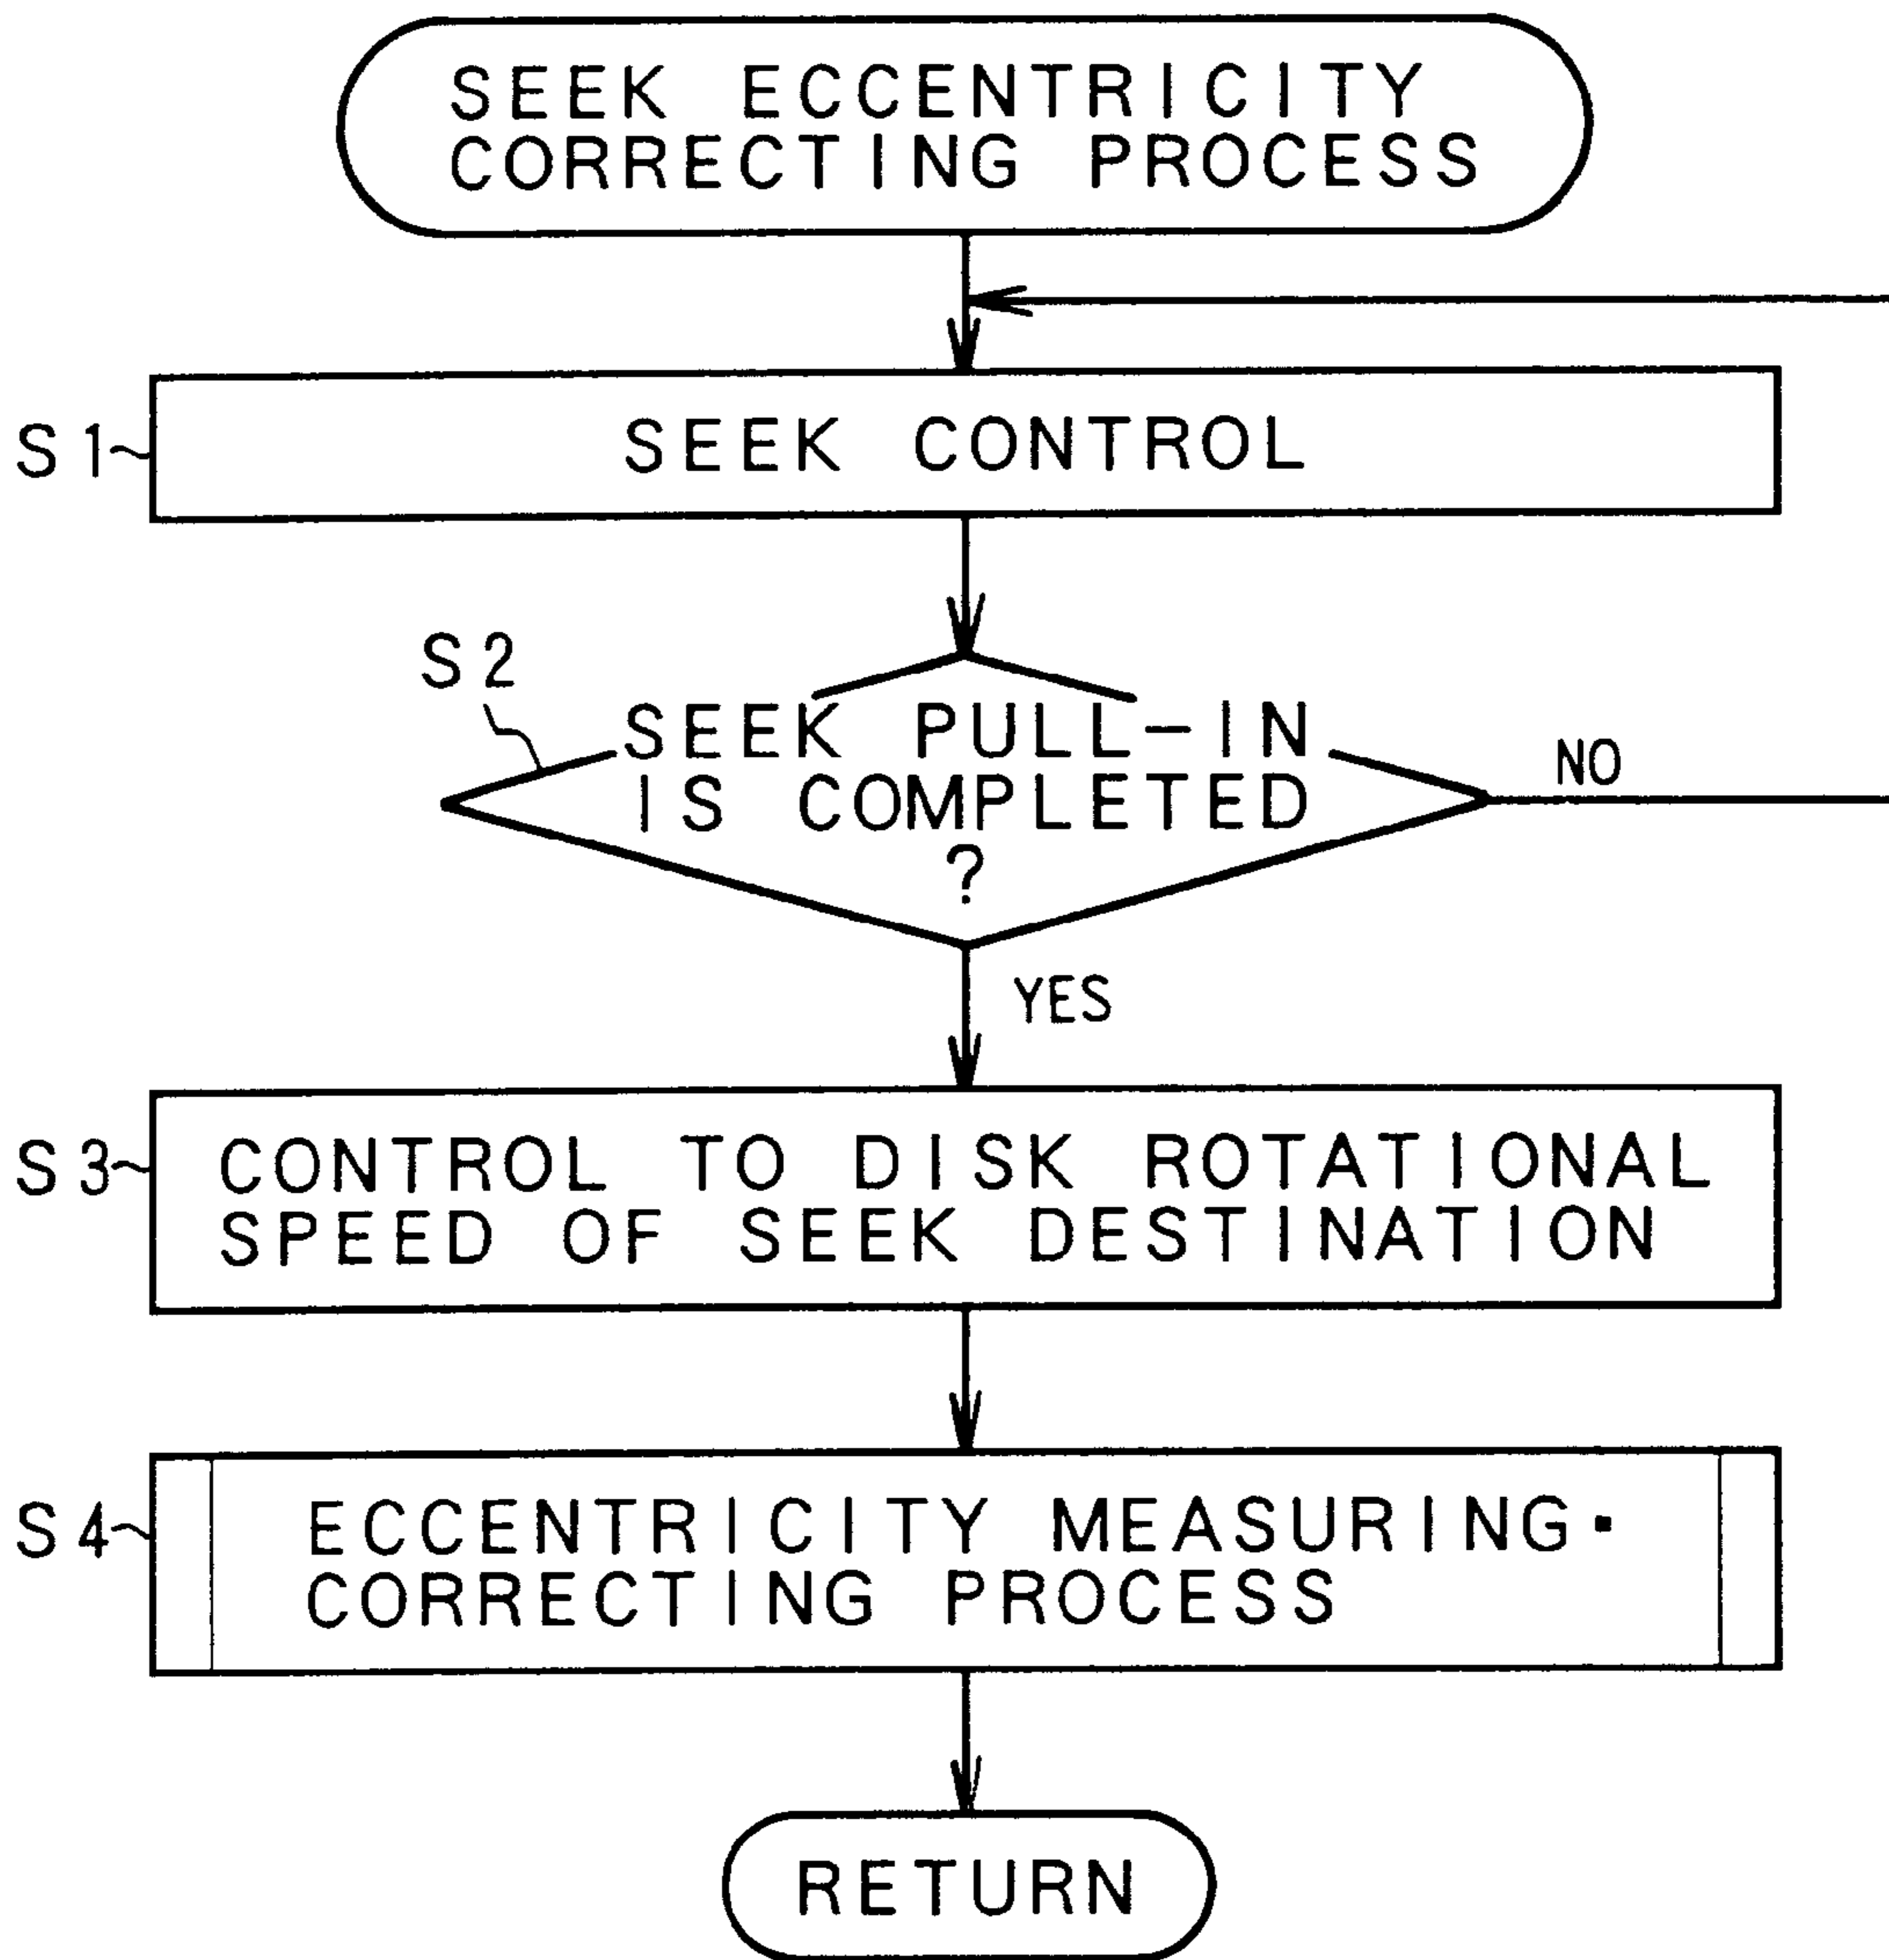 SEEK ECCENTRICITY
CORRECTING PROCESS
S1
SEEK CONTROL
S2
SEEK PULL-IN
IS COMPLETED
?
NO
YES
S3
CONTROL TO DISK ROTATIONAL
SPEED OF SEEK DESTINATION
S4
ECCENTRICITY MEASURING▪
CORRECTING PROCESS
RETURN